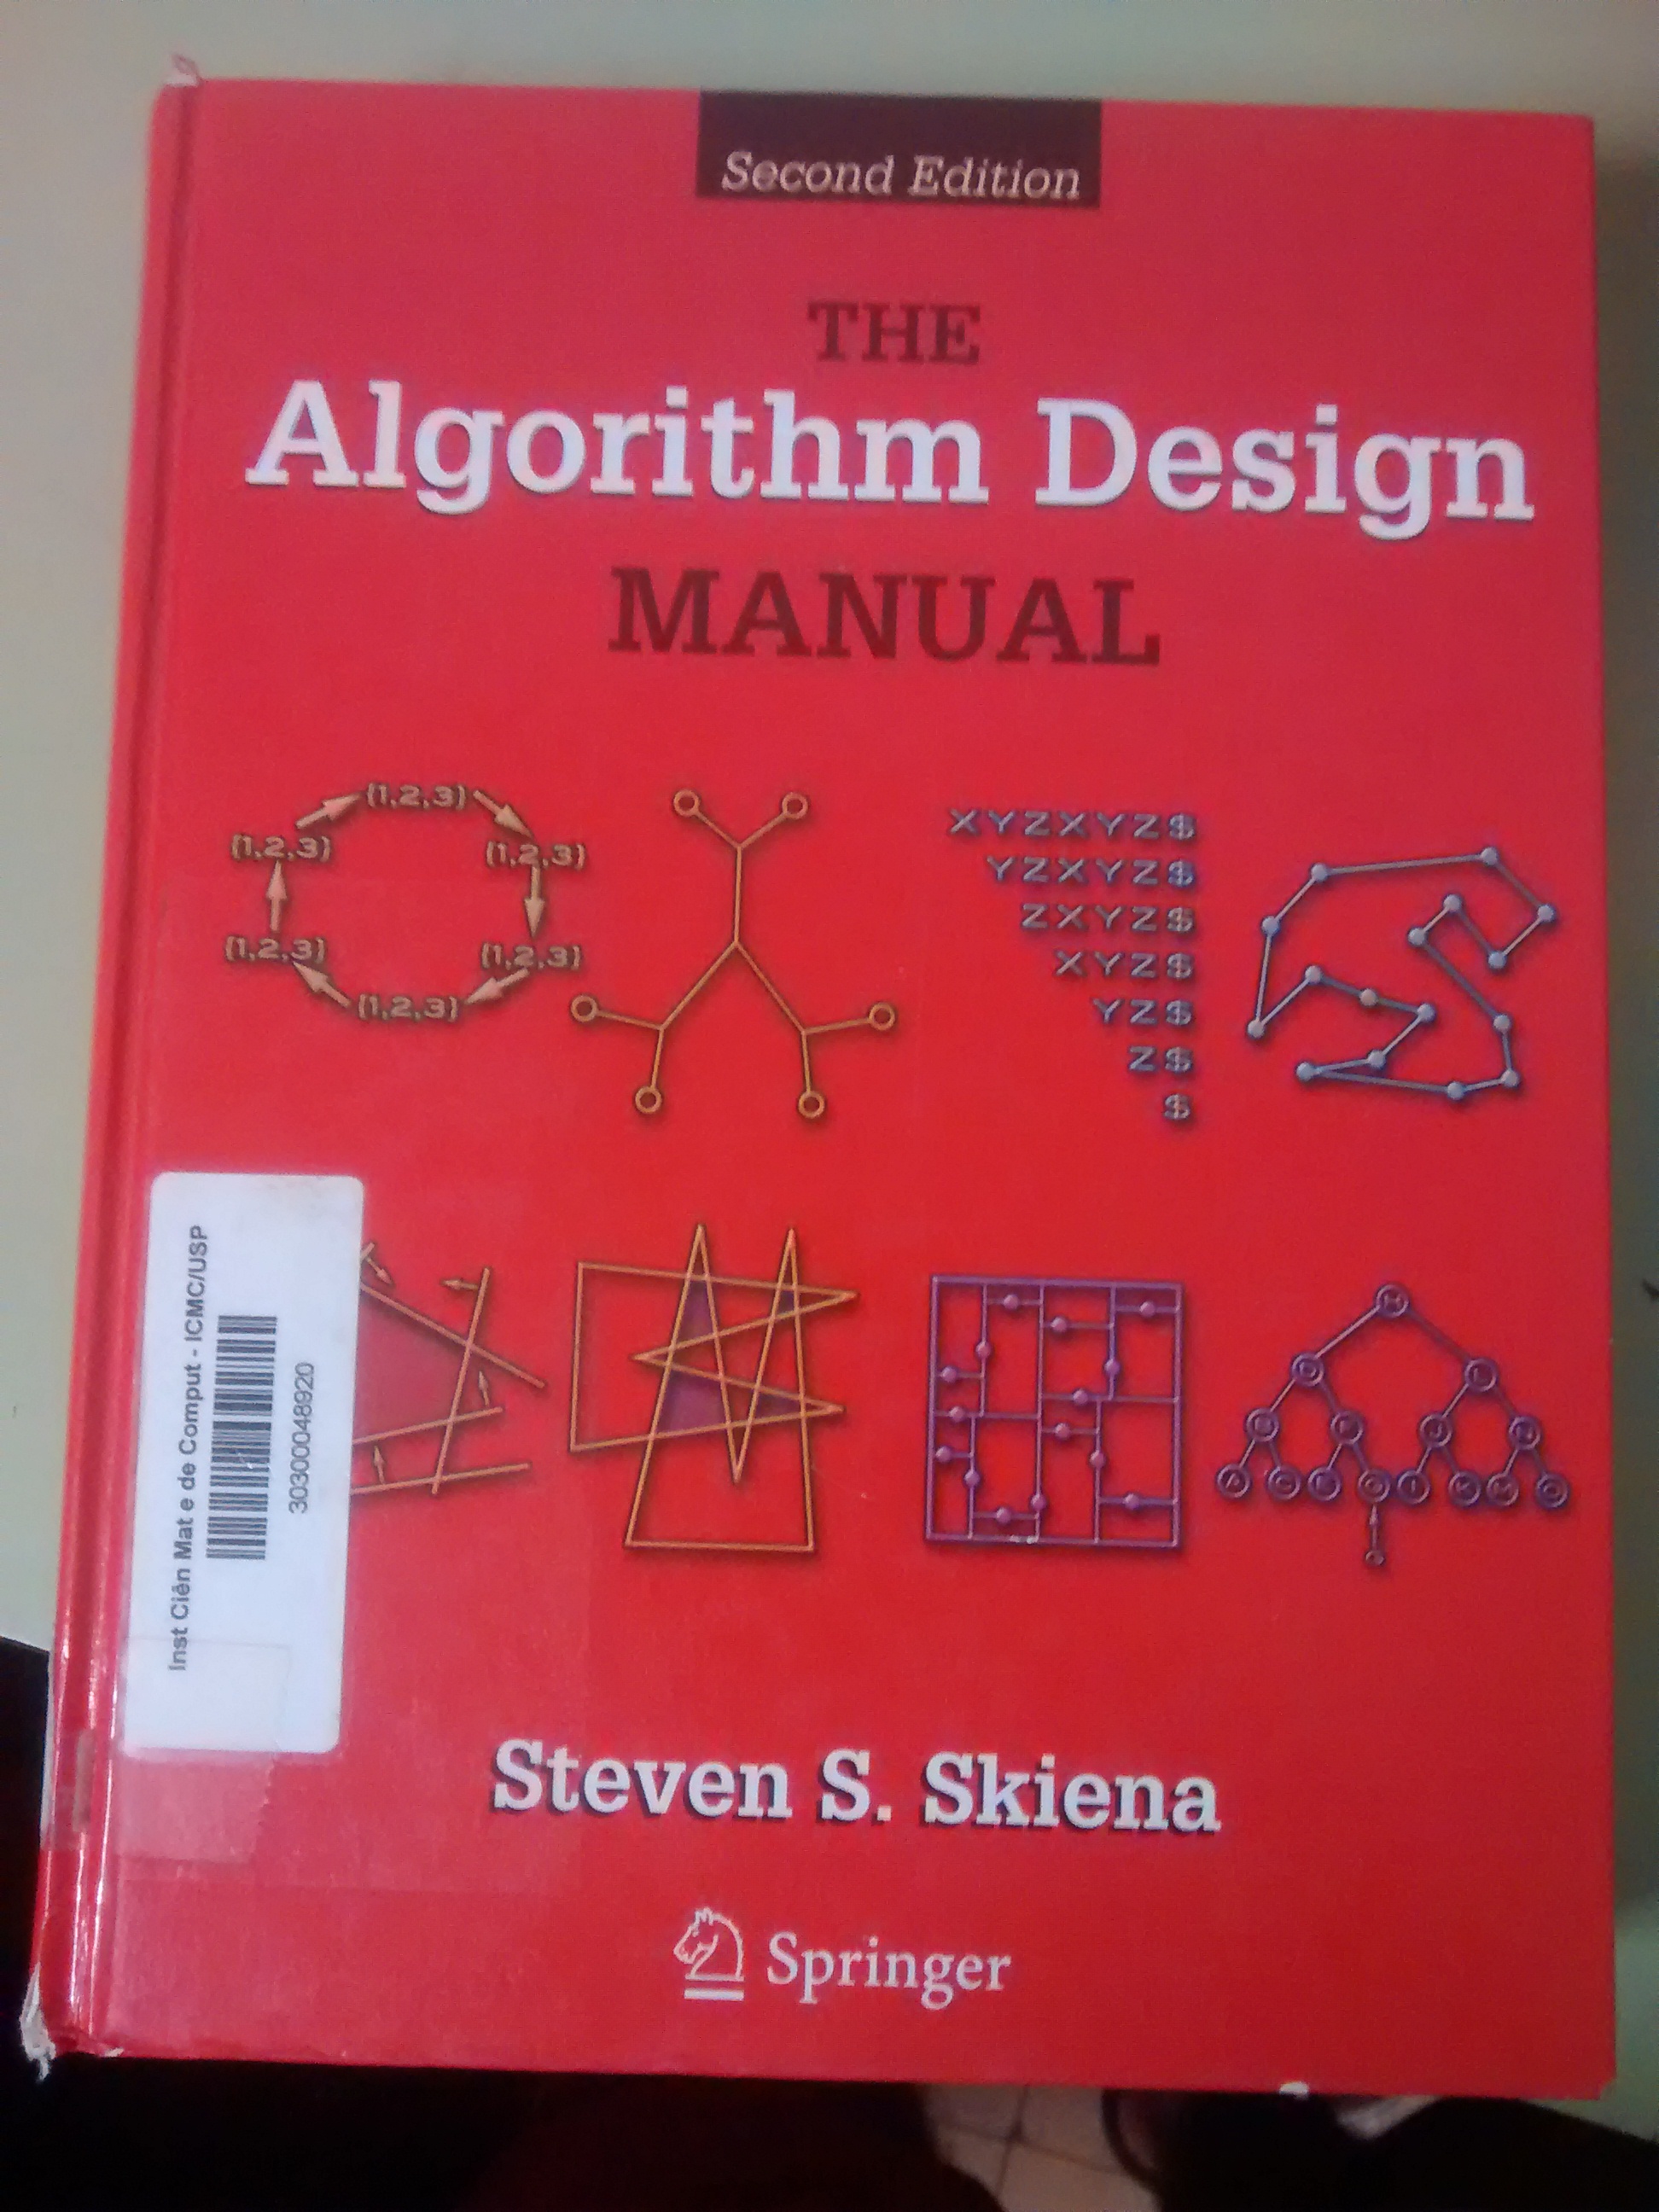 Second Edition
THE
Algorithm Design
MANUAL
{1,2,3}
{1,2,3}
{1,2,3}
{1,2,3}
{1,2,3}
{1,2,3}
XYZXYZ$
YZXYZ$
ZXYZ$
XYZ$
YZ$
Z$
$
Inst Ciên Mat e de Comput - ICMC/USP
30300048920
Steven S. Skiena
Springer